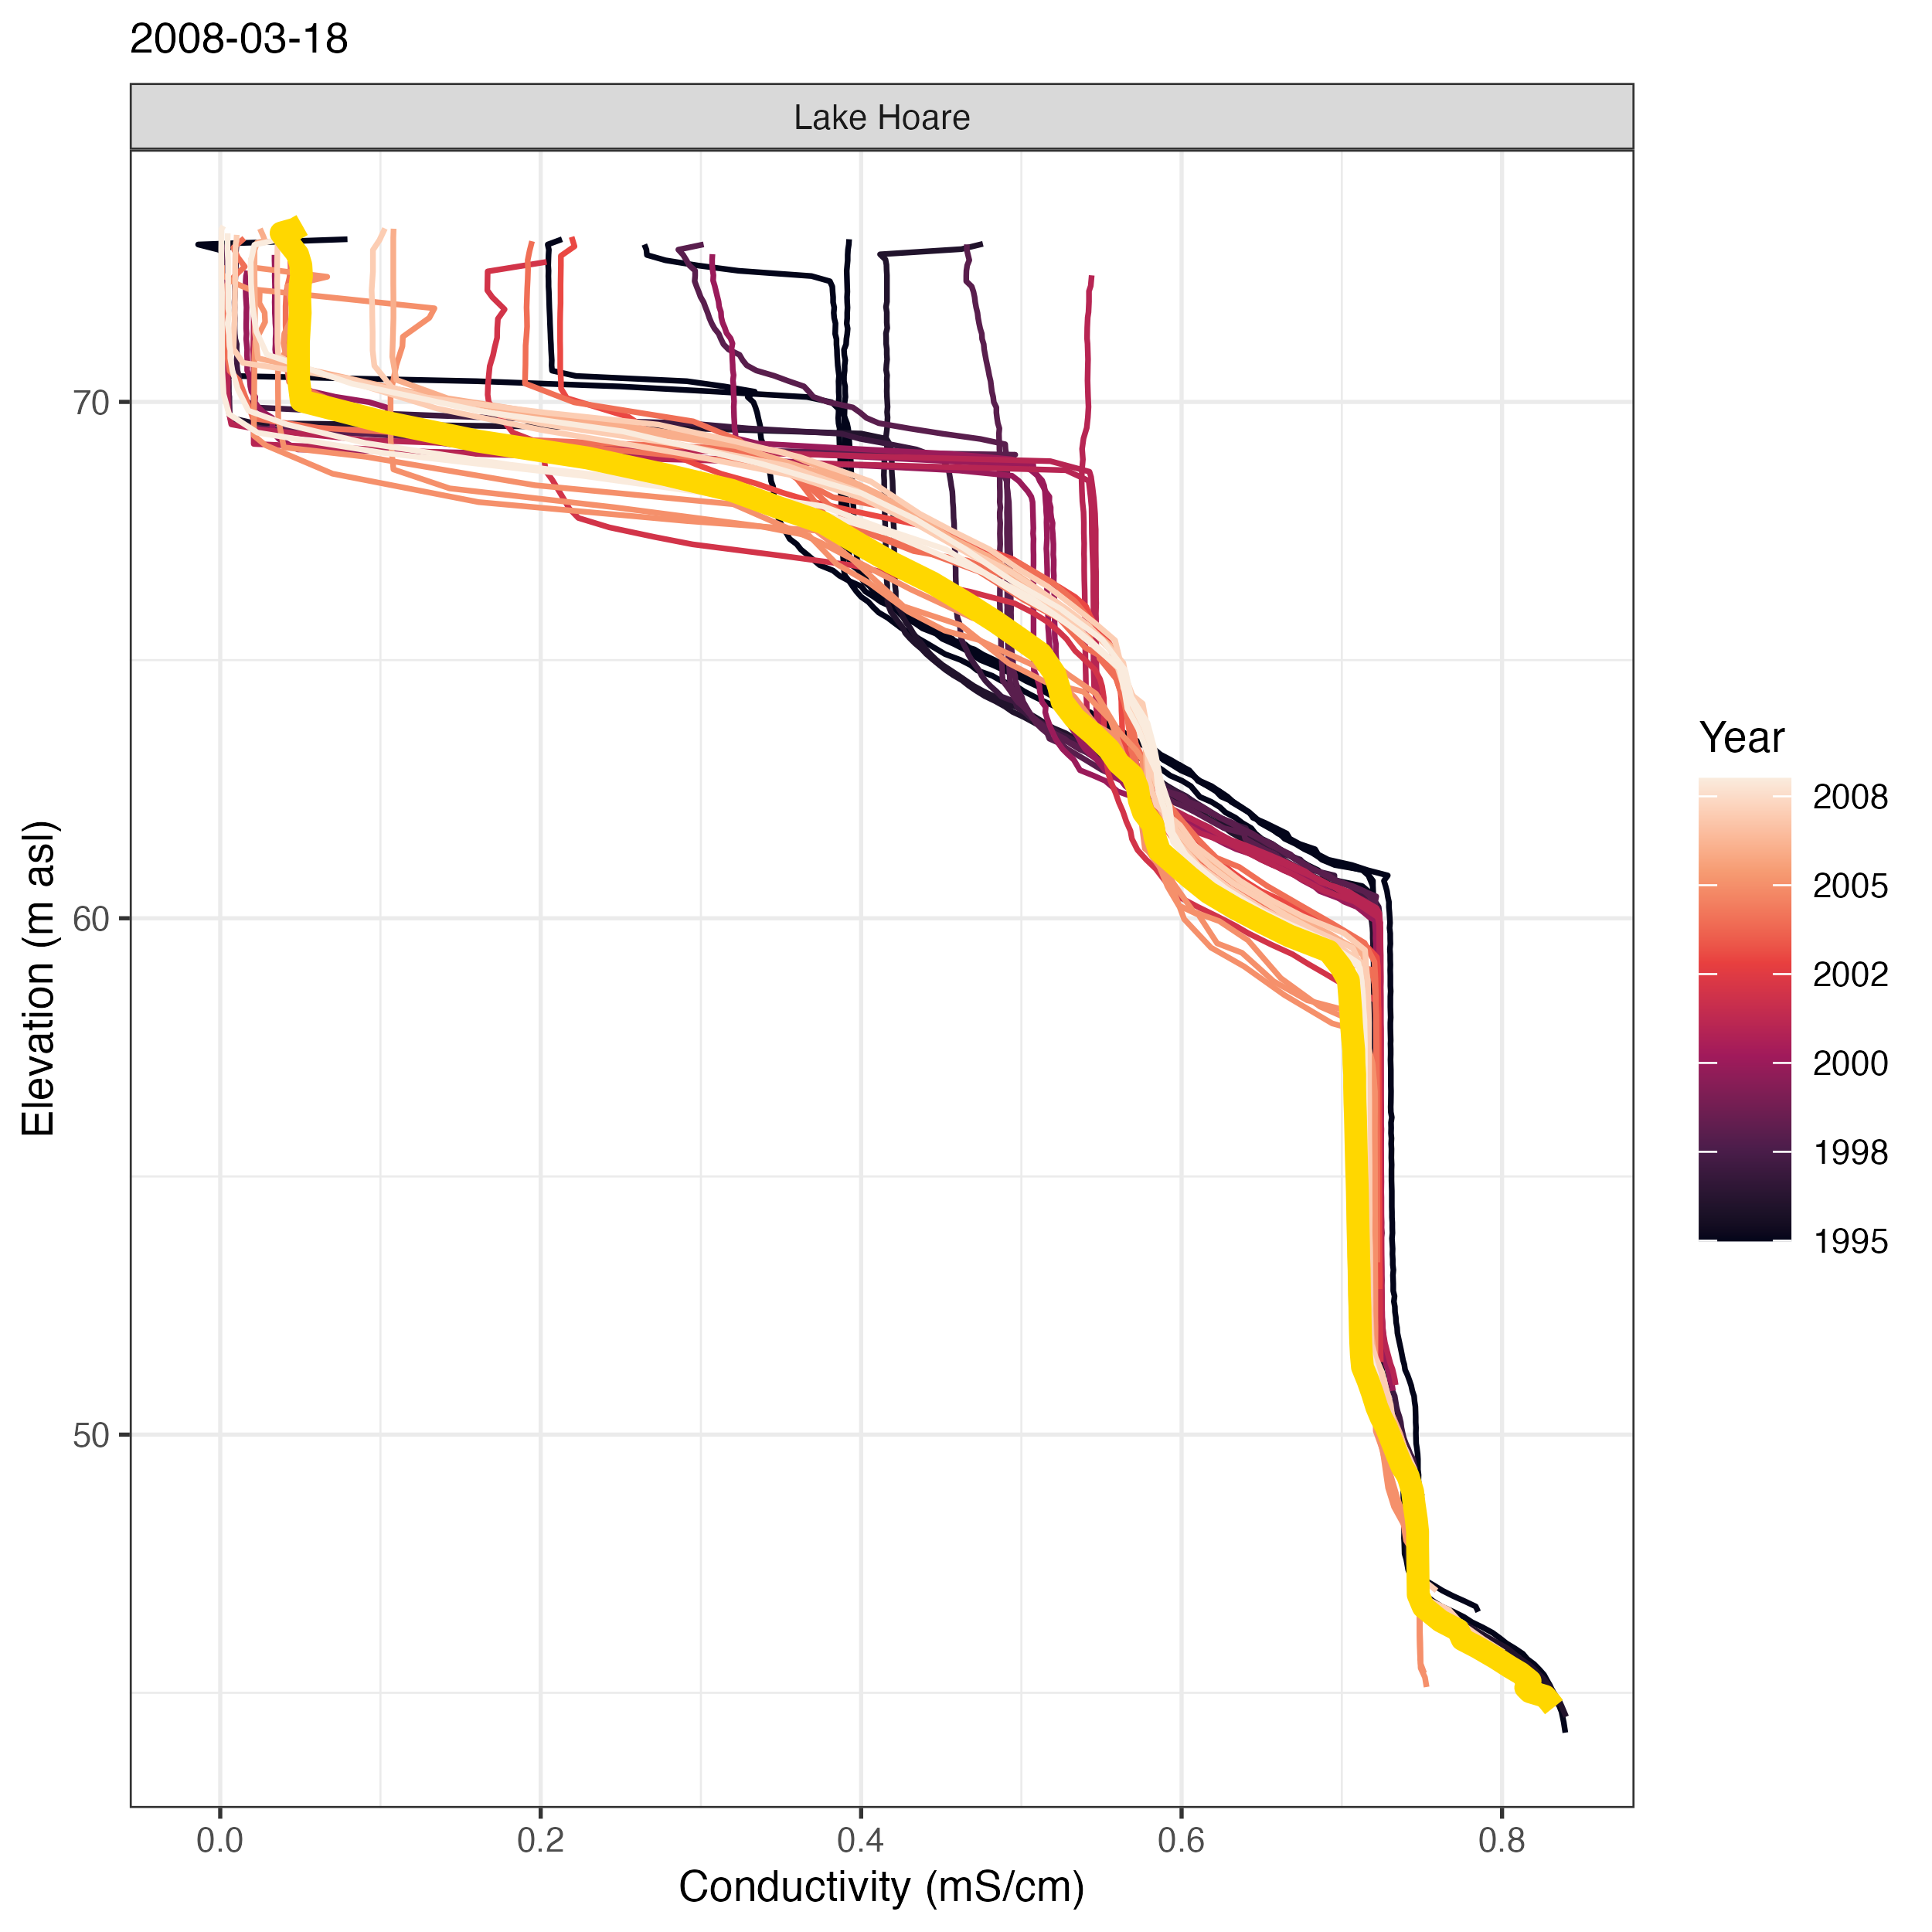 2008-03-18
Lake Hoare
70
60
50
Elevation (m asl)
0.0 0.2 0.4 0.6 0.8
Conductivity (mS/cm)
Year
2008
2005
2002
2000
1998
1995